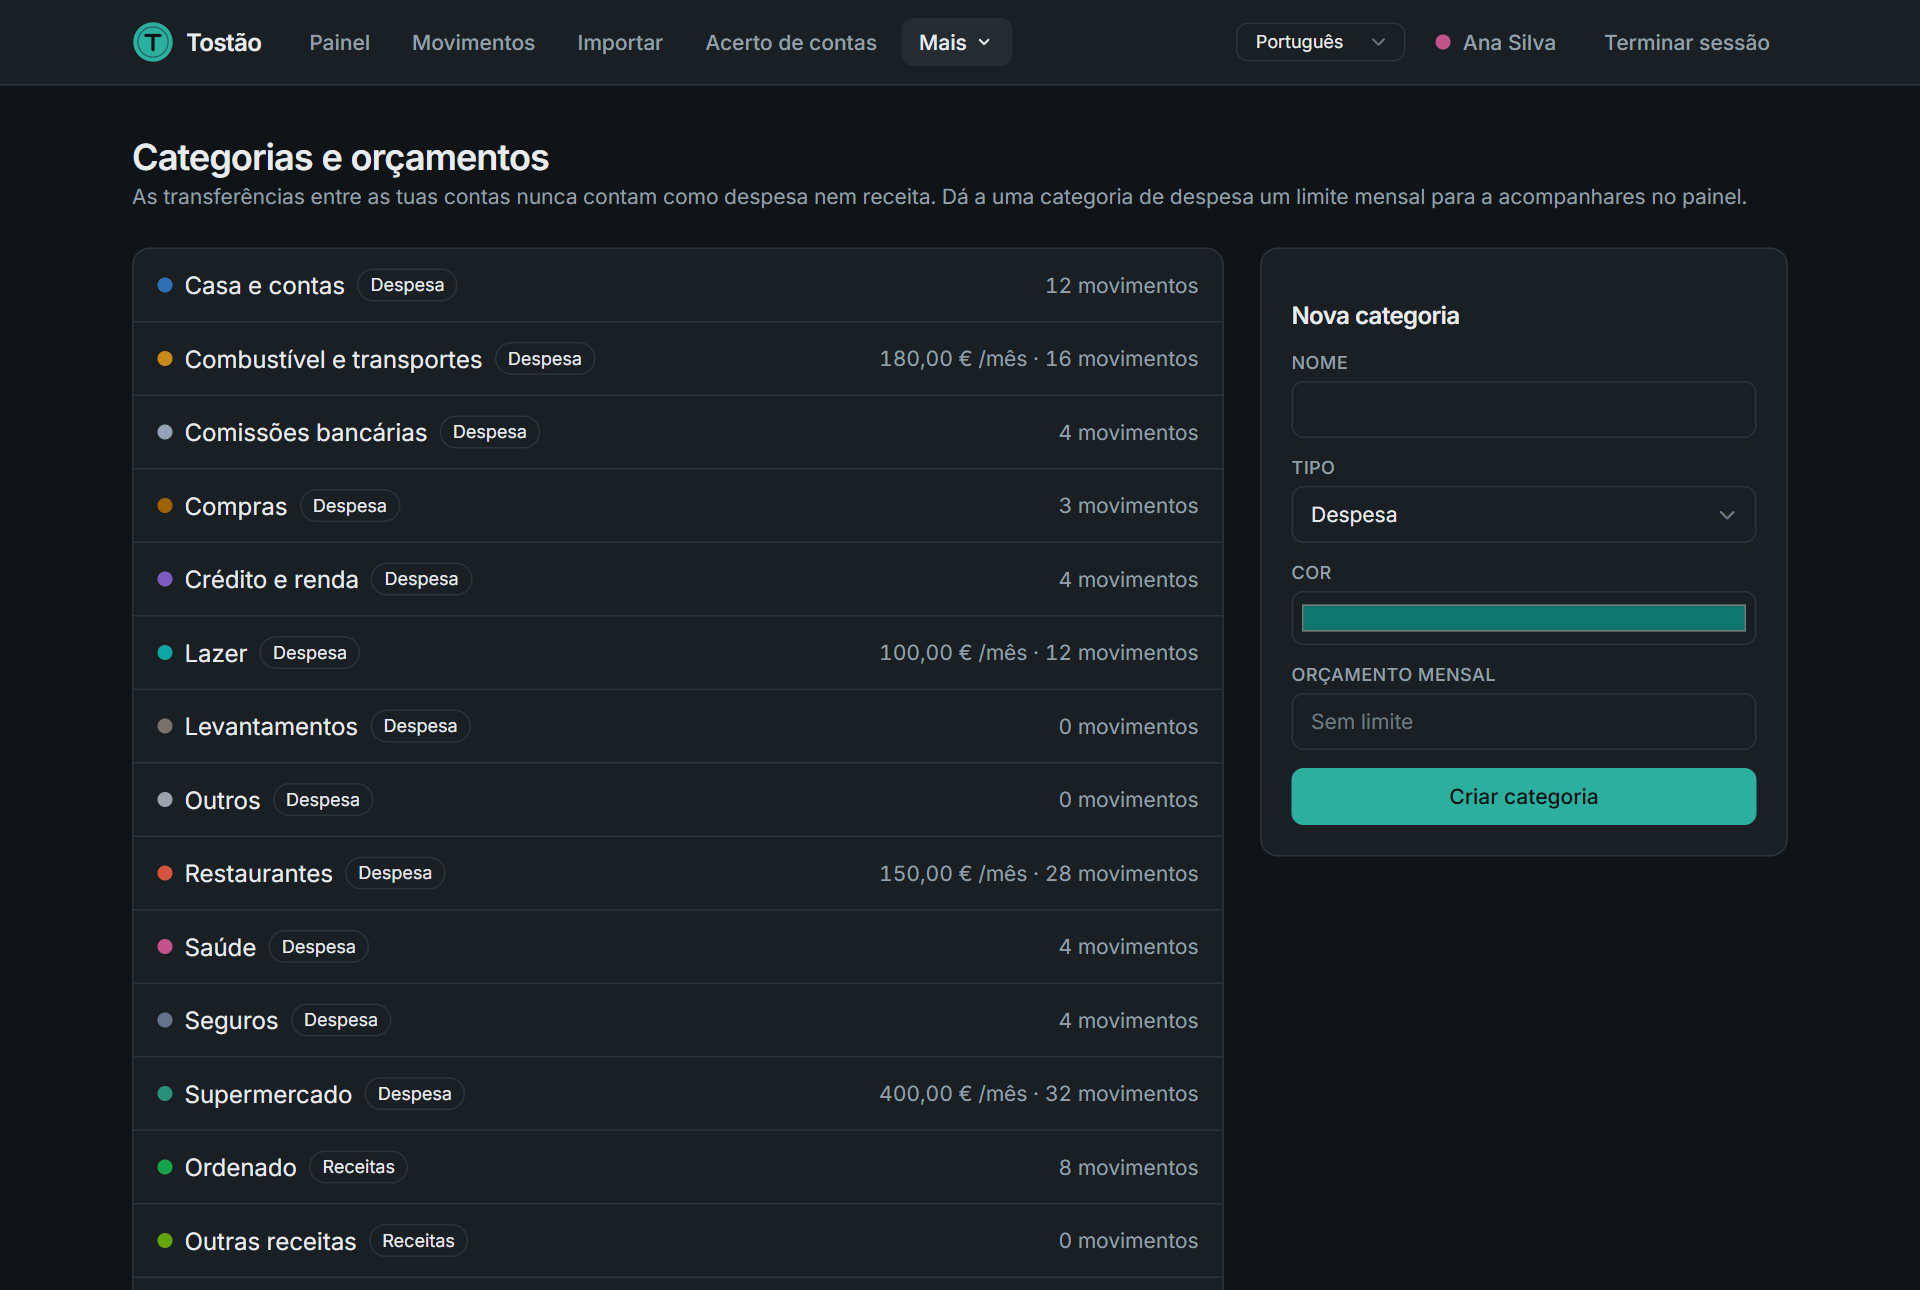 Tostão
Painel
Movimentos
Importar
Acerto de contas
Mais
Português
Ana Silva
Terminar sessão
Categorias e orçamentos
As transferências entre as tuas contas nunca contam como despesa nem receita. Dá a uma categoria de despesa um limite mensal para a acompanhares no painel.
Casa e contas Despesa 12 movimentos
Combustível e transportes Despesa 180,00 € /mês · 16 movimentos
Comissões bancárias Despesa 4 movimentos
Compras Despesa 3 movimentos
Crédito e renda Despesa 4 movimentos
Lazer Despesa 100,00 € /mês · 12 movimentos
Levantamentos Despesa 0 movimentos
Outros Despesa 0 movimentos
Restaurantes Despesa 150,00 € /mês · 28 movimentos
Saúde Despesa 4 movimentos
Seguros Despesa 4 movimentos
Supermercado Despesa 400,00 € /mês · 32 movimentos
Ordenado Receitas 8 movimentos
Outras receitas Receitas 0 movimentos
Nova categoria
NOME
TIPO
Despesa
COR
ORÇAMENTO MENSAL
Sem limite
Criar categoria